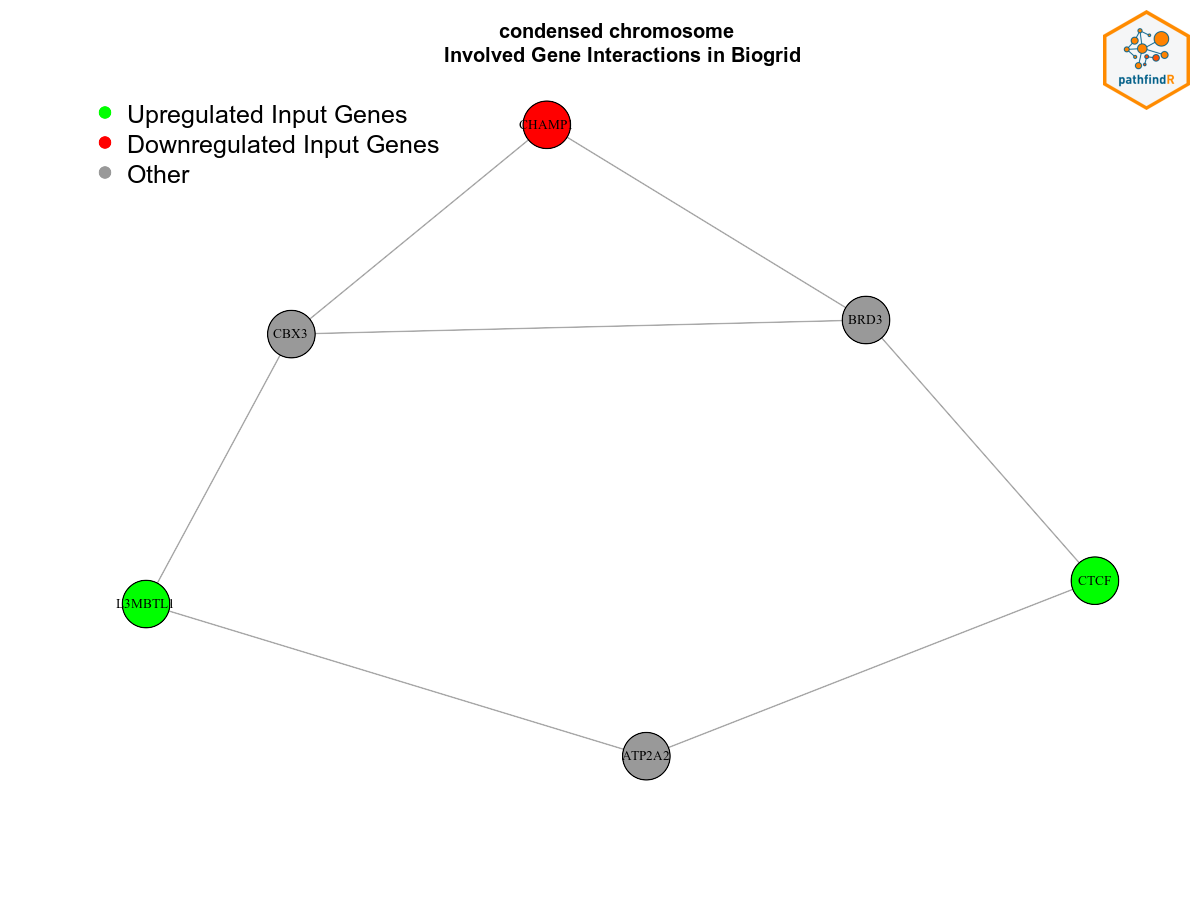 condensed chromosome
Involved Gene Interactions in Biogrid
pathfindR
Upregulated Input Genes
Downregulated Input Genes
Other
CHAMP1
CBX3
BRD3
L3MBTL1
CTCF
ATP2A2